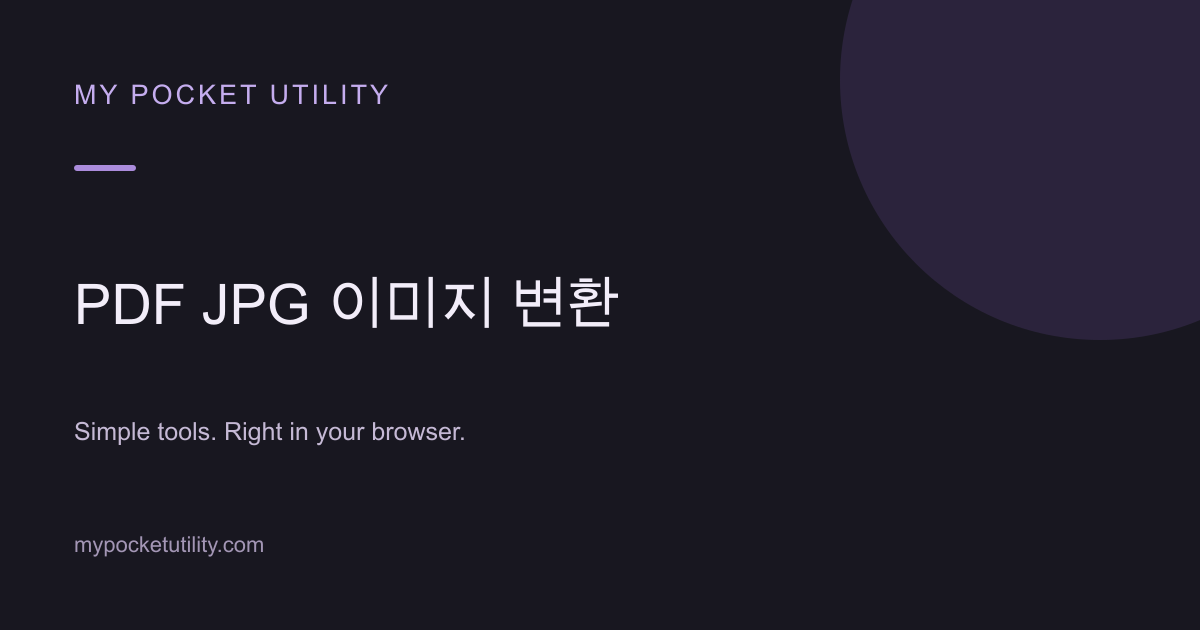 MY POCKET UTILITY
PDF JPG 이미지 변환
Simple tools. Right in your browser.
mypocketutility.com